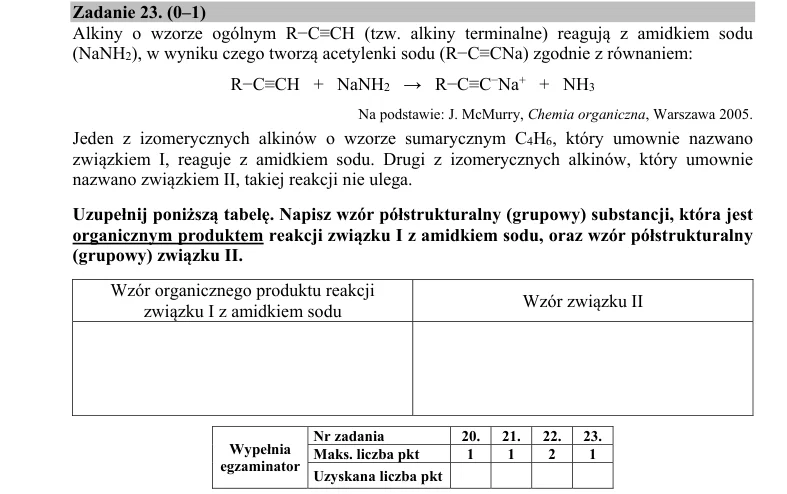 Zadanie 23. (0–1)
Alkiny o wzorze ogólnym R−C≡CH (tzw. alkiny terminalne) reagują z amidkiem sodu
(NaNH₂), w wyniku czego tworzą acetylenki sodu (R−C≡CNa) zgodnie z równaniem:
R−C≡CH + NaNH₂ → R−C≡C⁻Na⁺ + NH₃
Na podstawie: J. McMurry, Chemia organiczna, Warszawa 2005.
Jeden z izomerycznych alkinów o wzorze sumarycznym C₄H₆, który umownie nazwano
związkiem I, reaguje z amidkiem sodu. Drugi z izomerycznych alkinów, który umownie
nazwano związkiem II, takiej reakcji nie ulega.
Uzupełnij poniższą tabelę. Napisz wzór półstrukturalny (grupowy) substancji, która jest
organicznym produktem reakcji związku I z amidkiem sodu, oraz wzór półstrukturalny
(grupowy) związku II.
Wzór organicznego produktu reakcji
związku I z amidkiem sodu
Wzór związku II
Wypełnia
egzaminator
Nr zadania 20. 21. 22. 23.
Maks. liczba pkt 1 1 2 1
Uzyskana liczba pkt